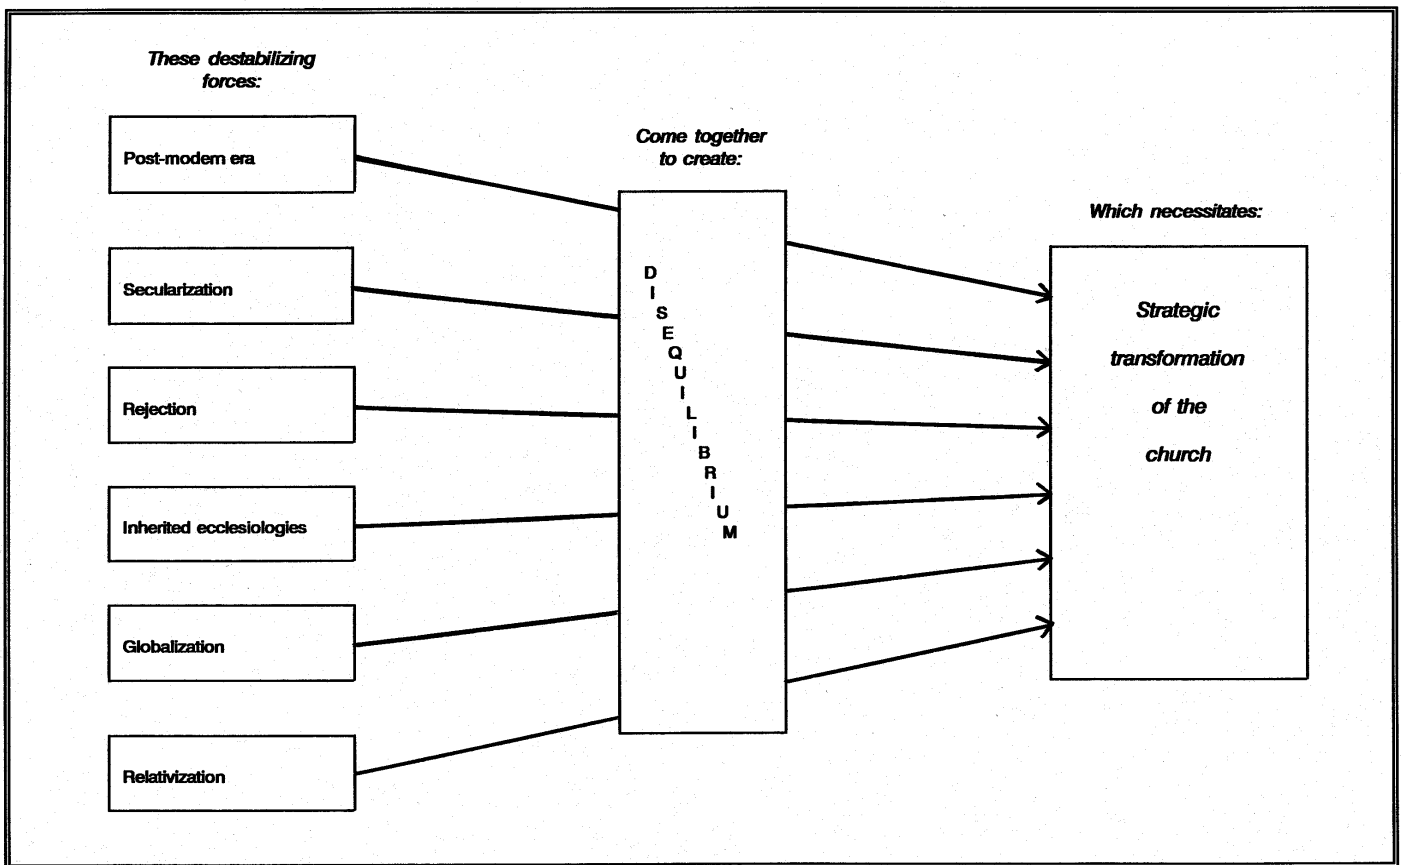 These destabilizing
forces:
Post-modern era
Secularization
Rejection
Inherited ecclesiologies
Globalization
Relativization
Come together
to create:
DISEQUILIBRIUM
Which necessitates:
Strategic
transformation
of the
church